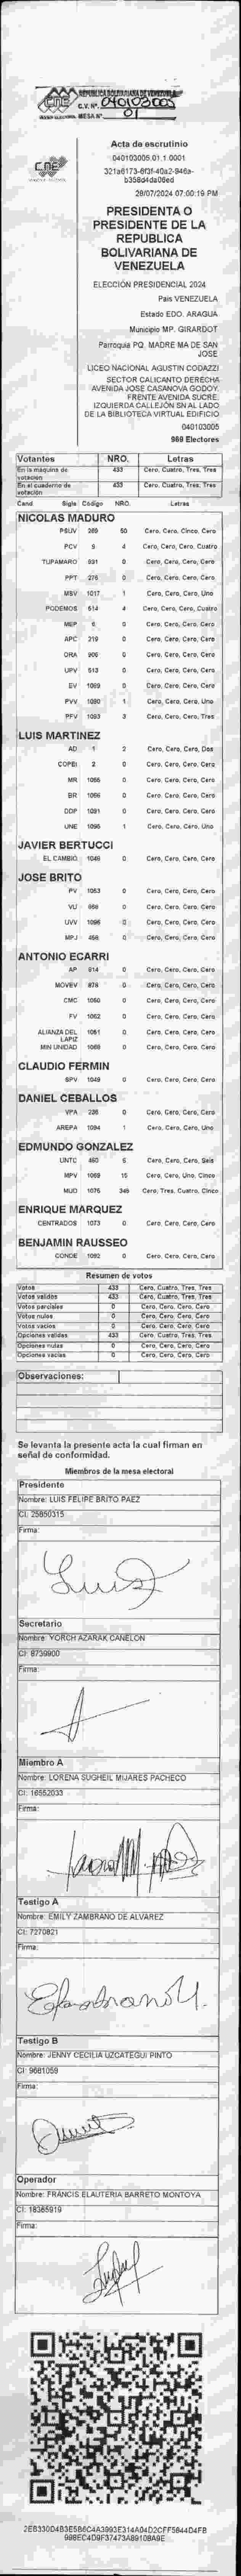 CNE
REPUBLICA BOLIVARIANA DE VENEZUELA
C.V. Nº. 040103005
MESA Nº 01
CNE
Acta de escrutinio
040103005.01.1.0001
28/07/2024 07:00:19 PM
PRESIDENTA O
PRESIDENTE DE LA
REPUBLICA
BOLIVARIANA DE
VENEZUELA
ELECCIÓN PRESIDENCIAL 2024
Pais VENEZUELA
Estado EDO. ARAGUA
Municipio MP. GIRARDOT
Parroquia PQ. MADRE MA DE SAN
JOSE
LICEO NACIONAL AGUSTIN CODAZZI
SECTOR CALICANTO DERECHA
AVENIDA JOSE CASANOVA GODOY.
FRENTE AVENIDA SUCRE.
IZQUIERDA CALLEJÓN SN AL LADO
DE LA BIBLIOTECA VIRTUAL EDIFICIO
040103005
969 Electores
Votantes NRO. Letras
En la máquina de votación 433 Cero, Cuatro, Tres, Tres
En el cuaderno de votación 433 Cero, Cuatro, Tres, Tres
Cand Sigla Código NRO. Letras
NICOLAS MADURO
PSUV 269 50 Cero, Cero, Cinco, Cero
PCV 9 4 Cero, Cero, Cero, Cuatro
TUPAMARO 931 0 Cero, Cero, Cero, Cero
PPT 276 0 Cero, Cero, Cero, Cero
MSV 1017 1 Cero, Cero, Cero, Uno
PODEMOS 514 4 Cero, Cero, Cero, Cuatro
MEP 6 0 Cero, Cero, Cero, Cero
APC 219 0 Cero, Cero, Cero, Cero
ORA 906 0 Cero, Cero, Cero, Cero
UPV 513 0 Cero, Cero, Cero, Cero
EV 1069 0 Cero, Cero, Cero, Cero
PVV 1090 1 Cero, Cero, Cero, Uno
PFV 1093 3 Cero, Cero, Cero, Tres
LUIS MARTINEZ
AD 1 2 Cero, Cero, Cero, Dos
COPEI 2 0 Cero, Cero, Cero, Cero
MR 1066 0 Cero, Cero, Cero, Cero
BR 1056 0 Cero, Cero, Cero, Cero
DDP 1091 0 Cero, Cero, Cero, Cero
UNE 1095 1 Cero, Cero, Cero, Uno
JAVIER BERTUCCI
EL CAMBIO 1046 0 Cero, Cero, Cero, Cero
JOSE BRITO
PV 1053 0 Cero, Cero, Cero, Cero
VU 0 Cero, Cero, Cero, Cero
UVV 1096 0 Cero, Cero, Cero, Cero
MPJ 458 0 Cero, Cero, Cero, Cero
ANTONIO ECARRI
AP 914 0 Cero, Cero, Cero, Cero
MOVEV 878 0 Cero, Cero, Cero, Cero
CMC 1050 0 Cero, Cero, Cero, Cero
FV 1062 0 Cero, Cero, Cero, Cero
ALIANZA DEL LAPIZ 1081 0 Cero, Cero, Cero, Cero
MIN UNIDAD 1068 0 Cero, Cero, Cero, Cero
CLAUDIO FERMIN
SPV 1049 0 Cero, Cero, Cero, Cero
DANIEL CEBALLOS
VPA 228 0 Cero, Cero, Cero, Cero
AREPA 1094 1 Cero, Cero, Cero, Uno
EDMUNDO GONZALEZ
UNTC 460 6 Cero, Cero, Cero, Seis
MPV 1069 15 Cero, Cero, Uno, Cinco
MUD 1076 345 Cero, Tres, Cuatro, Cinco
ENRIQUE MARQUEZ
CENTRADOS 1073 0 Cero, Cero, Cero, Cero
BENJAMIN RAUSSEO
CONDE 1092 0 Cero, Cero, Cero, Cero
Resumen de votos
Votos 433 Cero, Cuatro, Tres, Tres
Votos válidos 433 Cero, Cuatro, Tres, Tres
Votos parciales 0 Cero, Cero, Cero, Cero
Votos nulos 0 Cero, Cero, Cero, Cero
Votos vacíos 0 Cero, Cero, Cero, Cero
Opciones válidas 433 Cero, Cuatro, Tres, Tres
Opciones nulas 0 Cero, Cero, Cero, Cero
Opciones vacías 0 Cero, Cero, Cero, Cero
Observaciones:
Se levanta la presente acta la cual firman en
señal de conformidad.
Miembros de la mesa electoral
Presidente
Nombre: LUIS FELIPE BRITO PAEZ
CI: 25850315
Firma:
Secretario
Nombre: YORCH AZARAK CANELON
CI: 8739900
Firma:
Miembro A
Nombre: LORENA SUGHEIL MIJARES PACHECO
CI: 16552033
Firma:
Testigo A
Nombre: EMILY ZAMBRANO DE ALVAREZ
CI: 7270821
Firma:
Testigo B
Nombre: JENNY CECILIA UZCATEGUI PINTO
CI: 9681059
Firma:
Operador
Nombre: FRANCIS ELAUTERIA BARRETO MONTOYA
CI: 18365919
Firma: